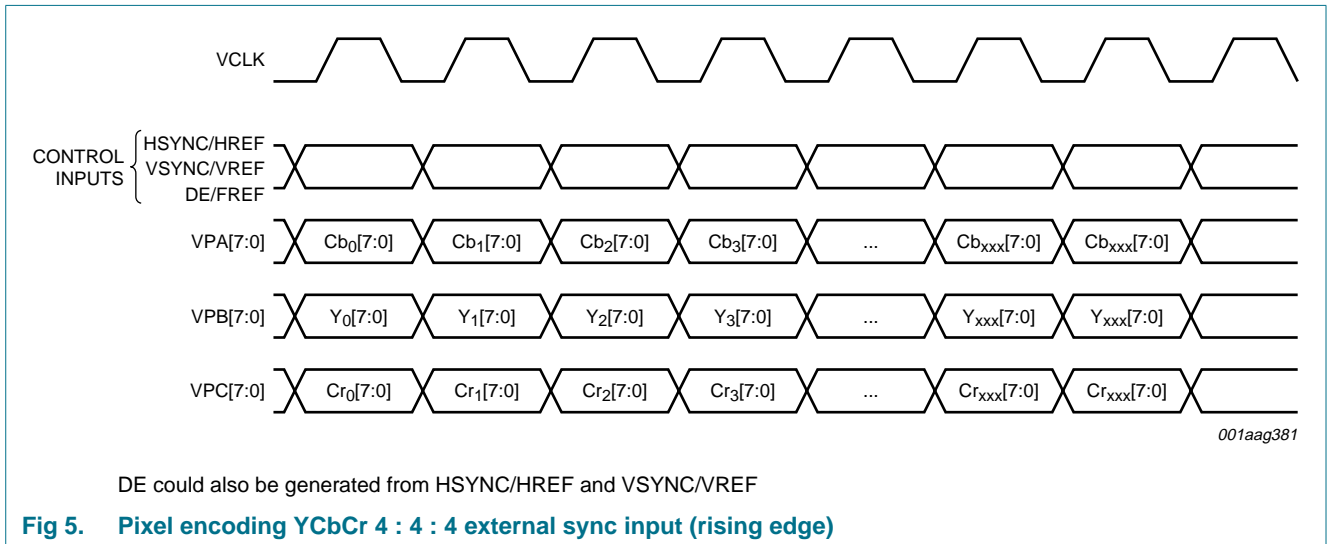 VCLK
CONTROL INPUTS
HSYNC/HREF
VSYNC/VREF
DE/FREF
VPA[7:0] Cb0[7:0] Cb1[7:0] Cb2[7:0] Cb3[7:0] ... Cbxxx[7:0] Cbxxx[7:0]
VPB[7:0] Y0[7:0] Y1[7:0] Y2[7:0] Y3[7:0] ... Yxxx[7:0] Yxxx[7:0]
VPC[7:0] Cr0[7:0] Cr1[7:0] Cr2[7:0] Cr3[7:0] ... Crxxx[7:0] Crxxx[7:0]
001aag381
DE could also be generated from HSYNC/HREF and VSYNC/VREF
Fig 5. Pixel encoding YCbCr 4 : 4 : 4 external sync input (rising edge)